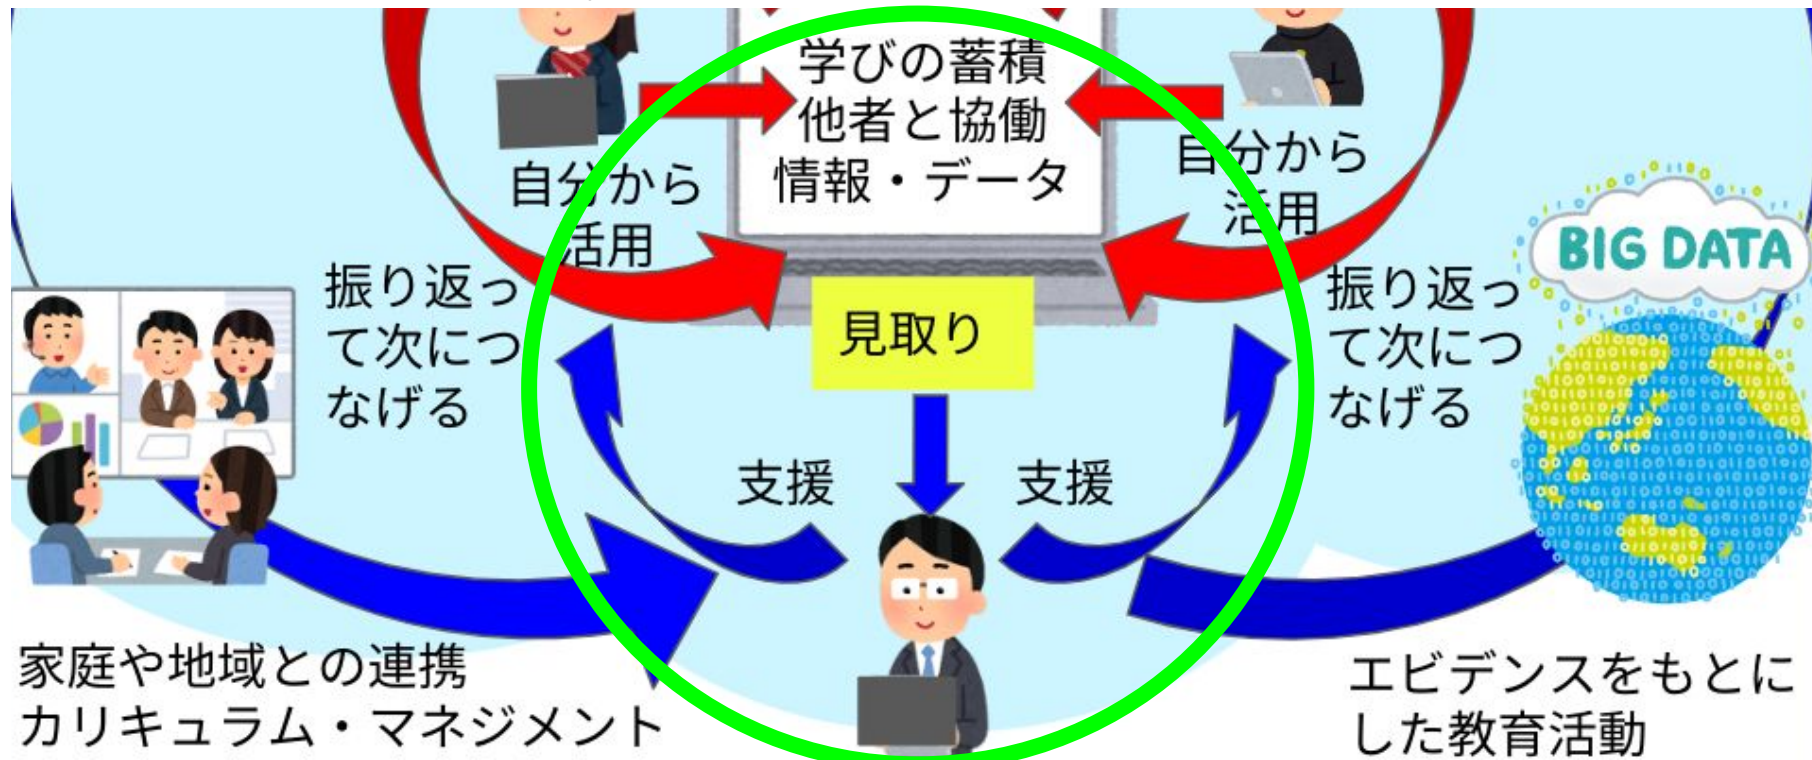 学びの蓄積
他者と協働
情報・データ
自分から
活用
自分から
活用
振り返っ
て次につ
なげる
見取り
振り返っ
て次につ
なげる
BIG DATA
支援
支援
家庭や地域との連携
カリキュラム・マネジメント
エビデンスをもとに
した教育活動